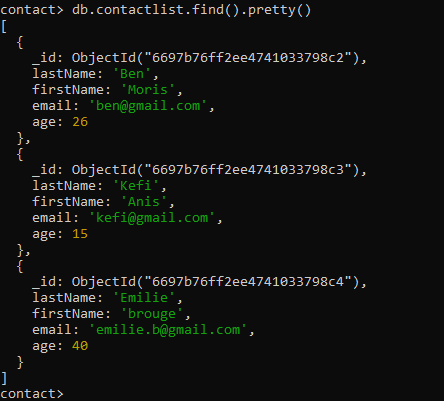 contact> db.contactlist.find().pretty()
[
  {
    _id: ObjectId("6697b76ff2ee4741033798c2"),
    lastName: 'Ben',
    firstName: 'Moris',
    email: 'ben@gmail.com',
    age: 26
  },
  {
    _id: ObjectId("6697b76ff2ee4741033798c3"),
    lastName: 'Kefi',
    firstName: 'Anis',
    email: 'kefi@gmail.com',
    age: 15
  },
  {
    _id: ObjectId("6697b76ff2ee4741033798c4"),
    lastName: 'Emilie',
    firstName: 'brouge',
    email: 'emilie.b@gmail.com',
    age: 40
  }
]
contact>